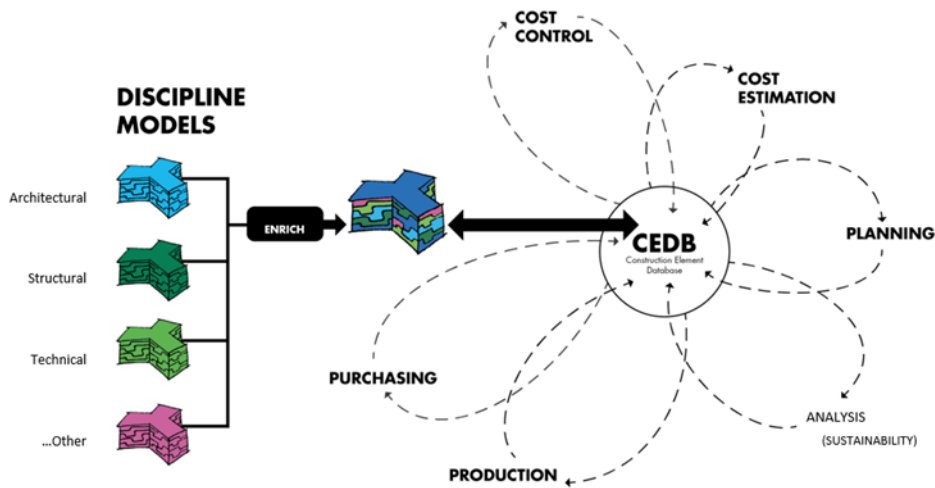 DISCIPLINE
MODELS
Architectural
Structural
Technical
...Other
ENRICH
COST
CONTROL
COST
ESTIMATION
CEDB
Construction Element
Database
PLANNING
PURCHASING
ANALYSIS
(SUSTAINABILITY)
PRODUCTION